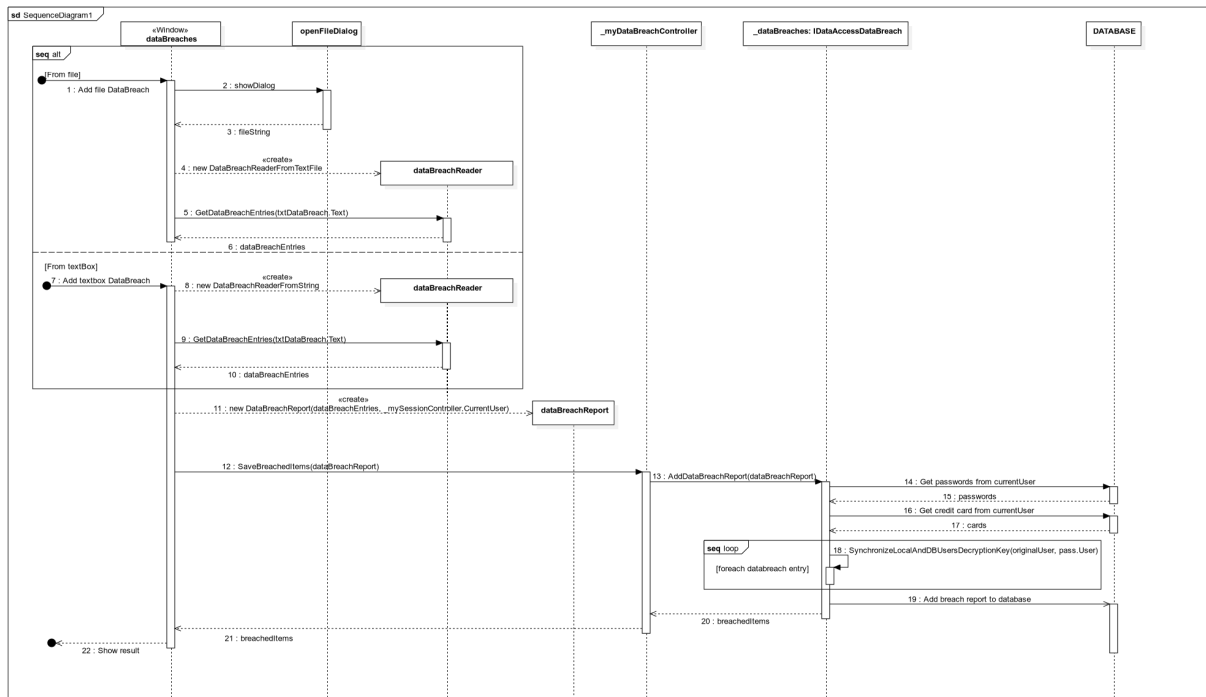 sd SequenceDiagram1
«Window»
dataBreaches
openFileDialog
_myDataBreachController
_dataBreaches: IDataAccessDataBreach
DATABASE
seq alt
[From file]
1 : Add file DataBreach
2 : showDialog
3 : fileString
«create»
4 : new DataBreachReaderFromTextFile
dataBreachReader
5 : GetDataBreachEntries(txtDataBreach.Text)
6 : dataBreachEntries
[From textBox]
7 : Add textbox DataBreach
«create»
8 : new DataBreachReaderFromString
dataBreachReader
9 : GetDataBreachEntries(txtDataBreach.Text)
10 : dataBreachEntries
«create»
11 : new DataBreachReport(dataBreachEntries, _mySessionController.CurrentUser)
dataBreachReport
12 : SaveBreachedItems(dataBreachReport)
13 : AddDataBreachReport(dataBreachReport)
14 : Get passwords from currentUser
15 : passwords
16 : Get credit card from currentUser
17 : cards
seq loop
18 : SynchronizeLocalAndDBUsersDecryptionKey(originalUser, pass.User)
[foreach databreach entry]
19 : Add breach report to database
20 : breachedItems
21 : breachedItems
22 : Show result